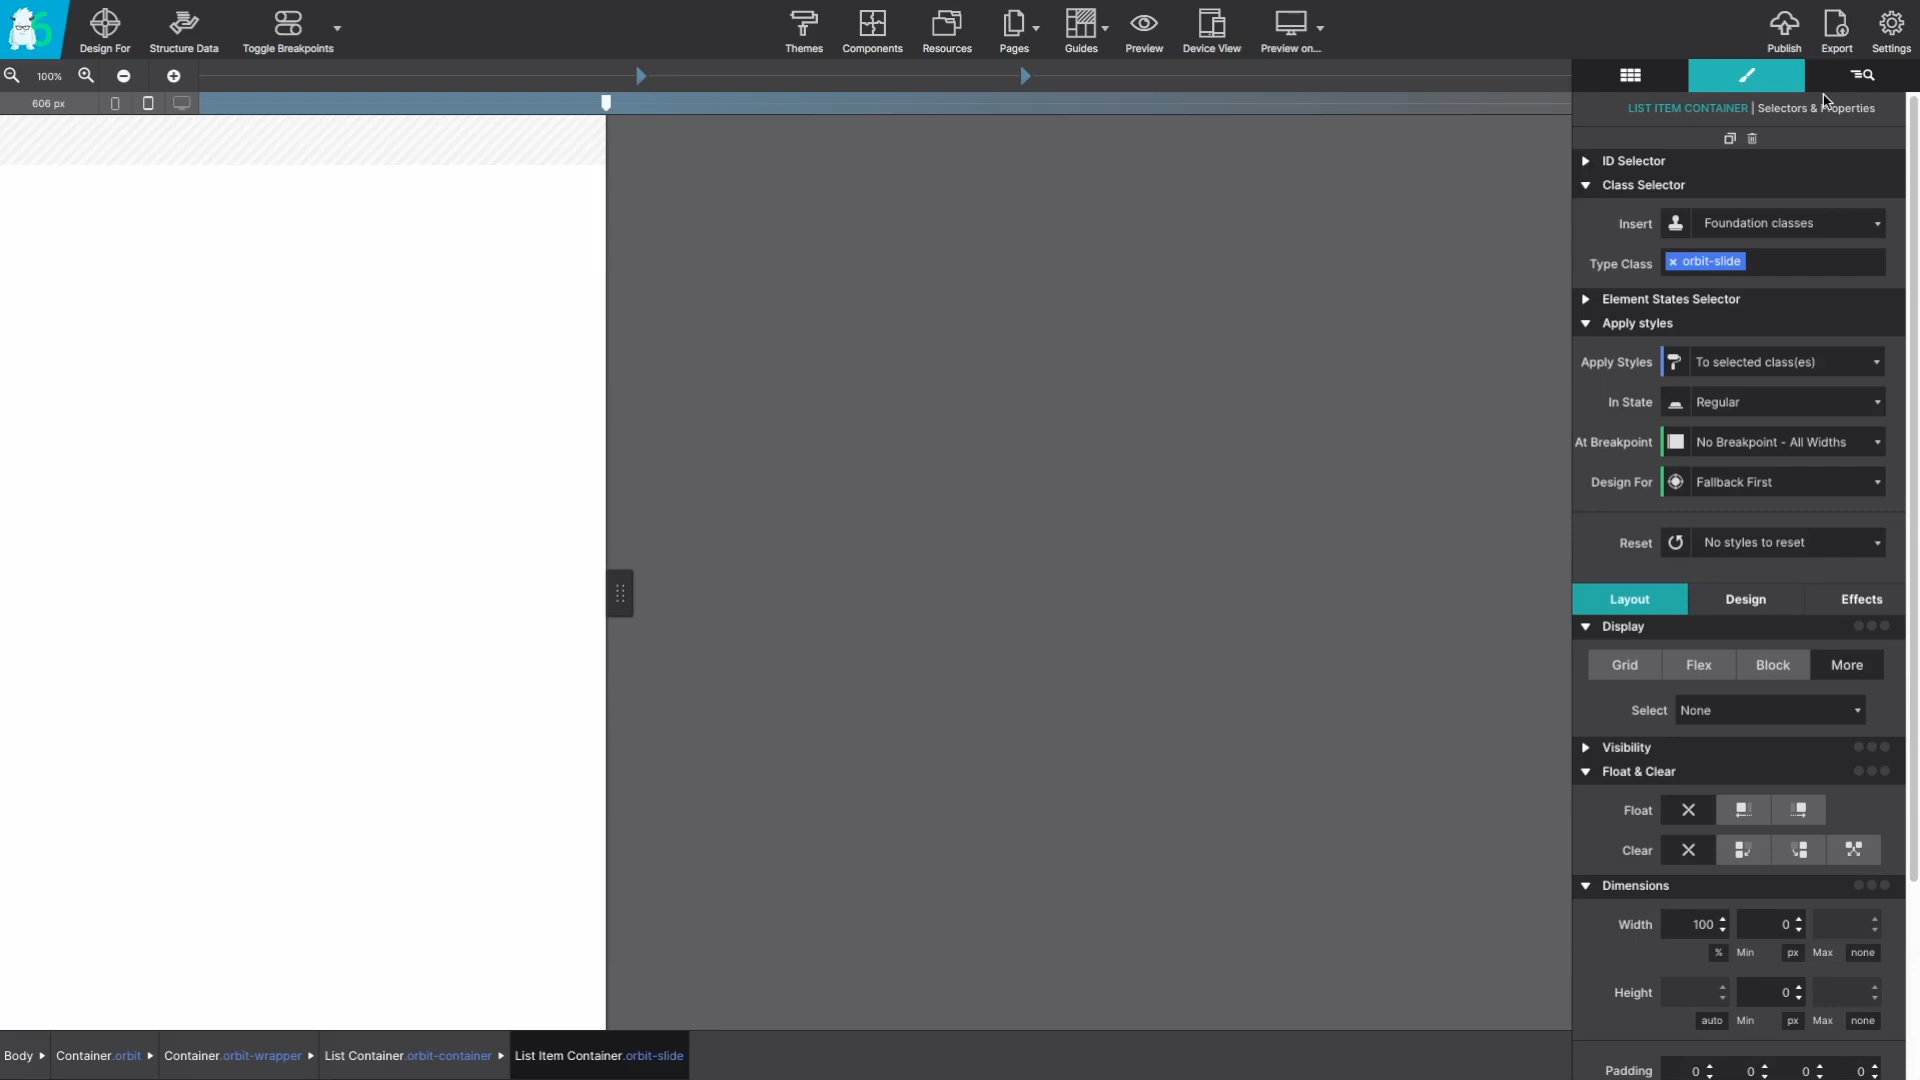 Design For
Structure Data
Toggle Breakpoints
Themes
Components
Resources
Pages
Guides
Preview
Device View
Preview on...
Publish
Export
Settings
100%
606 px
LIST ITEM CONTAINER | Selectors & Properties
ID Selector
Class Selector
Insert
Foundation classes
Type Class
× orbit-slide
Element States Selector
Apply styles
Apply Styles
To selected class(es)
In State
Regular
At Breakpoint
No Breakpoint - All Widths
Design For
Fallback First
Reset
No styles to reset
Layout
Design
Effects
Display
Grid
Flex
Block
More
Select
None
Visibility
Float & Clear
Float
Clear
Dimensions
Width
100
0
%
Min
px
Max
none
Height
0
auto
Min
px
Max
none
Padding
0
0
0
0
Body
Container.orbit
Container.orbit-wrapper
List Container.orbit-container
List Item Container.orbit-slide